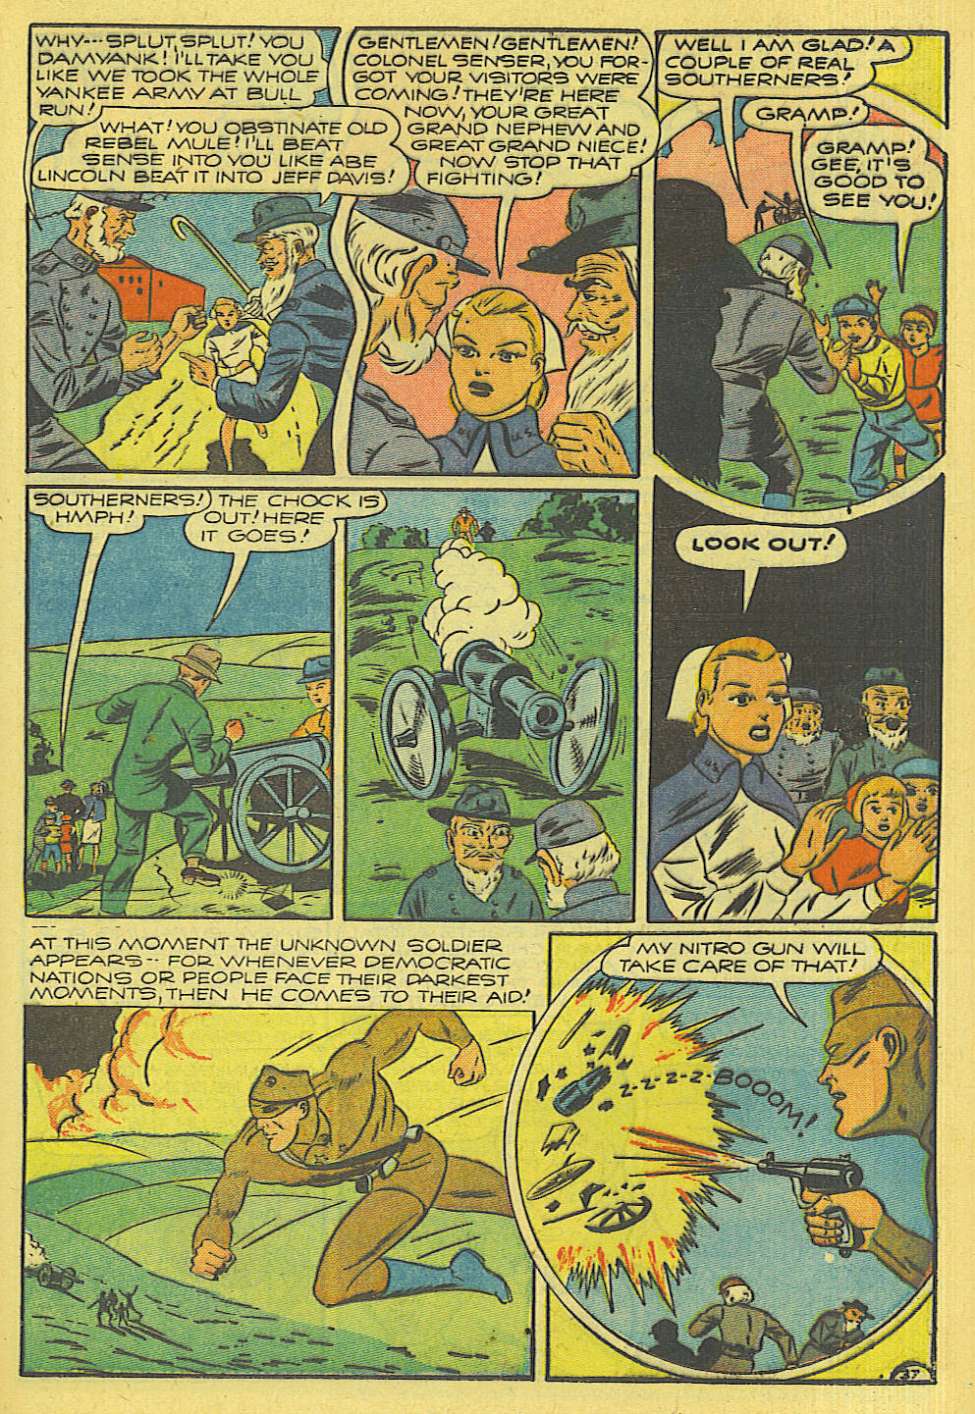 WHY---SPLUT, SPLUT! YOU
DAMYANK! I'LL TAKE YOU
LIKE WE TOOK THE WHOLE
YANKEE ARMY AT BULL
RUN!
WHAT! YOU OBSTINATE OLD
REBEL MULE! I'LL BEAT
SENSE INTO YOU LIKE ABE
LINCOLN BEAT IT INTO JEFF DAVIS!
GENTLEMEN! GENTLEMEN!
COLONEL SENSER, YOU FOR-
GOT YOUR VISITORS WERE
COMING! THEY'RE HERE
NOW, YOUR GREAT
GRAND NEPHEW AND
GREAT GRAND NIECE!
NOW STOP THAT
FIGHTING!
U.S.
WELL I AM GLAD! A
COUPLE OF REAL
SOUTHERNERS!
GRAMP!
GRAMP!
GEE, IT'S
GOOD TO
SEE YOU!
SOUTHERNERS!
HMPH!
THE CHOCK IS
OUT! HERE
IT GOES!
LOOK OUT!
U.S.
AT THIS MOMENT THE UNKNOWN SOLDIER
APPEARS-- FOR WHENEVER DEMOCRATIC
NATIONS OR PEOPLE FACE THEIR DARKEST
MOMENTS, THEN HE COMES TO THEIR AID!
MY NITRO GUN WILL
TAKE CARE OF THAT!
Z-Z-Z-Z-BOOOM!
37